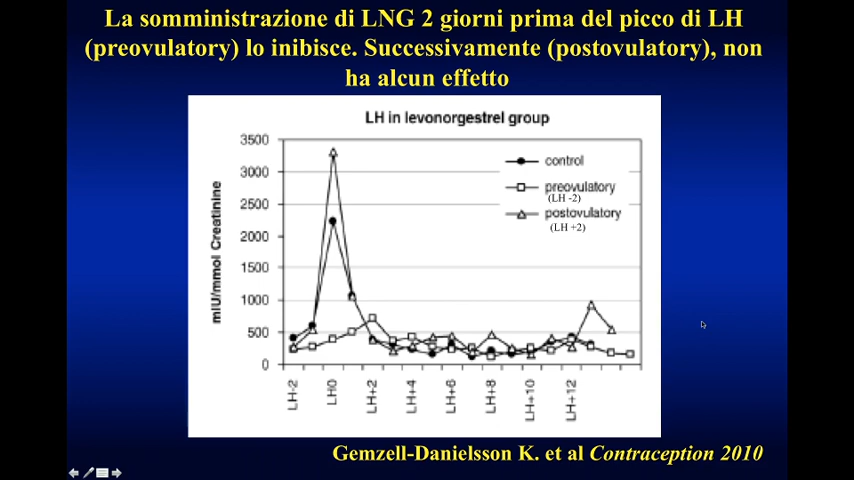 La somministrazione di LNG 2 giorni prima del picco di LH
(preovulatory) lo inibisce. Successivamente (postovulatory), non
ha alcun effetto
LH in levonorgestrel group
mIU/mmol Creatinine
3500
3000
2500
2000
1500
1000
500
0
control
preovulatory
(LH -2)
postovulatory
(LH +2)
LH-2
LH0
LH+2
LH+4
LH+6
LH+8
LH+10
LH+12
Gemzell-Danielsson K. et al Contraception 2010